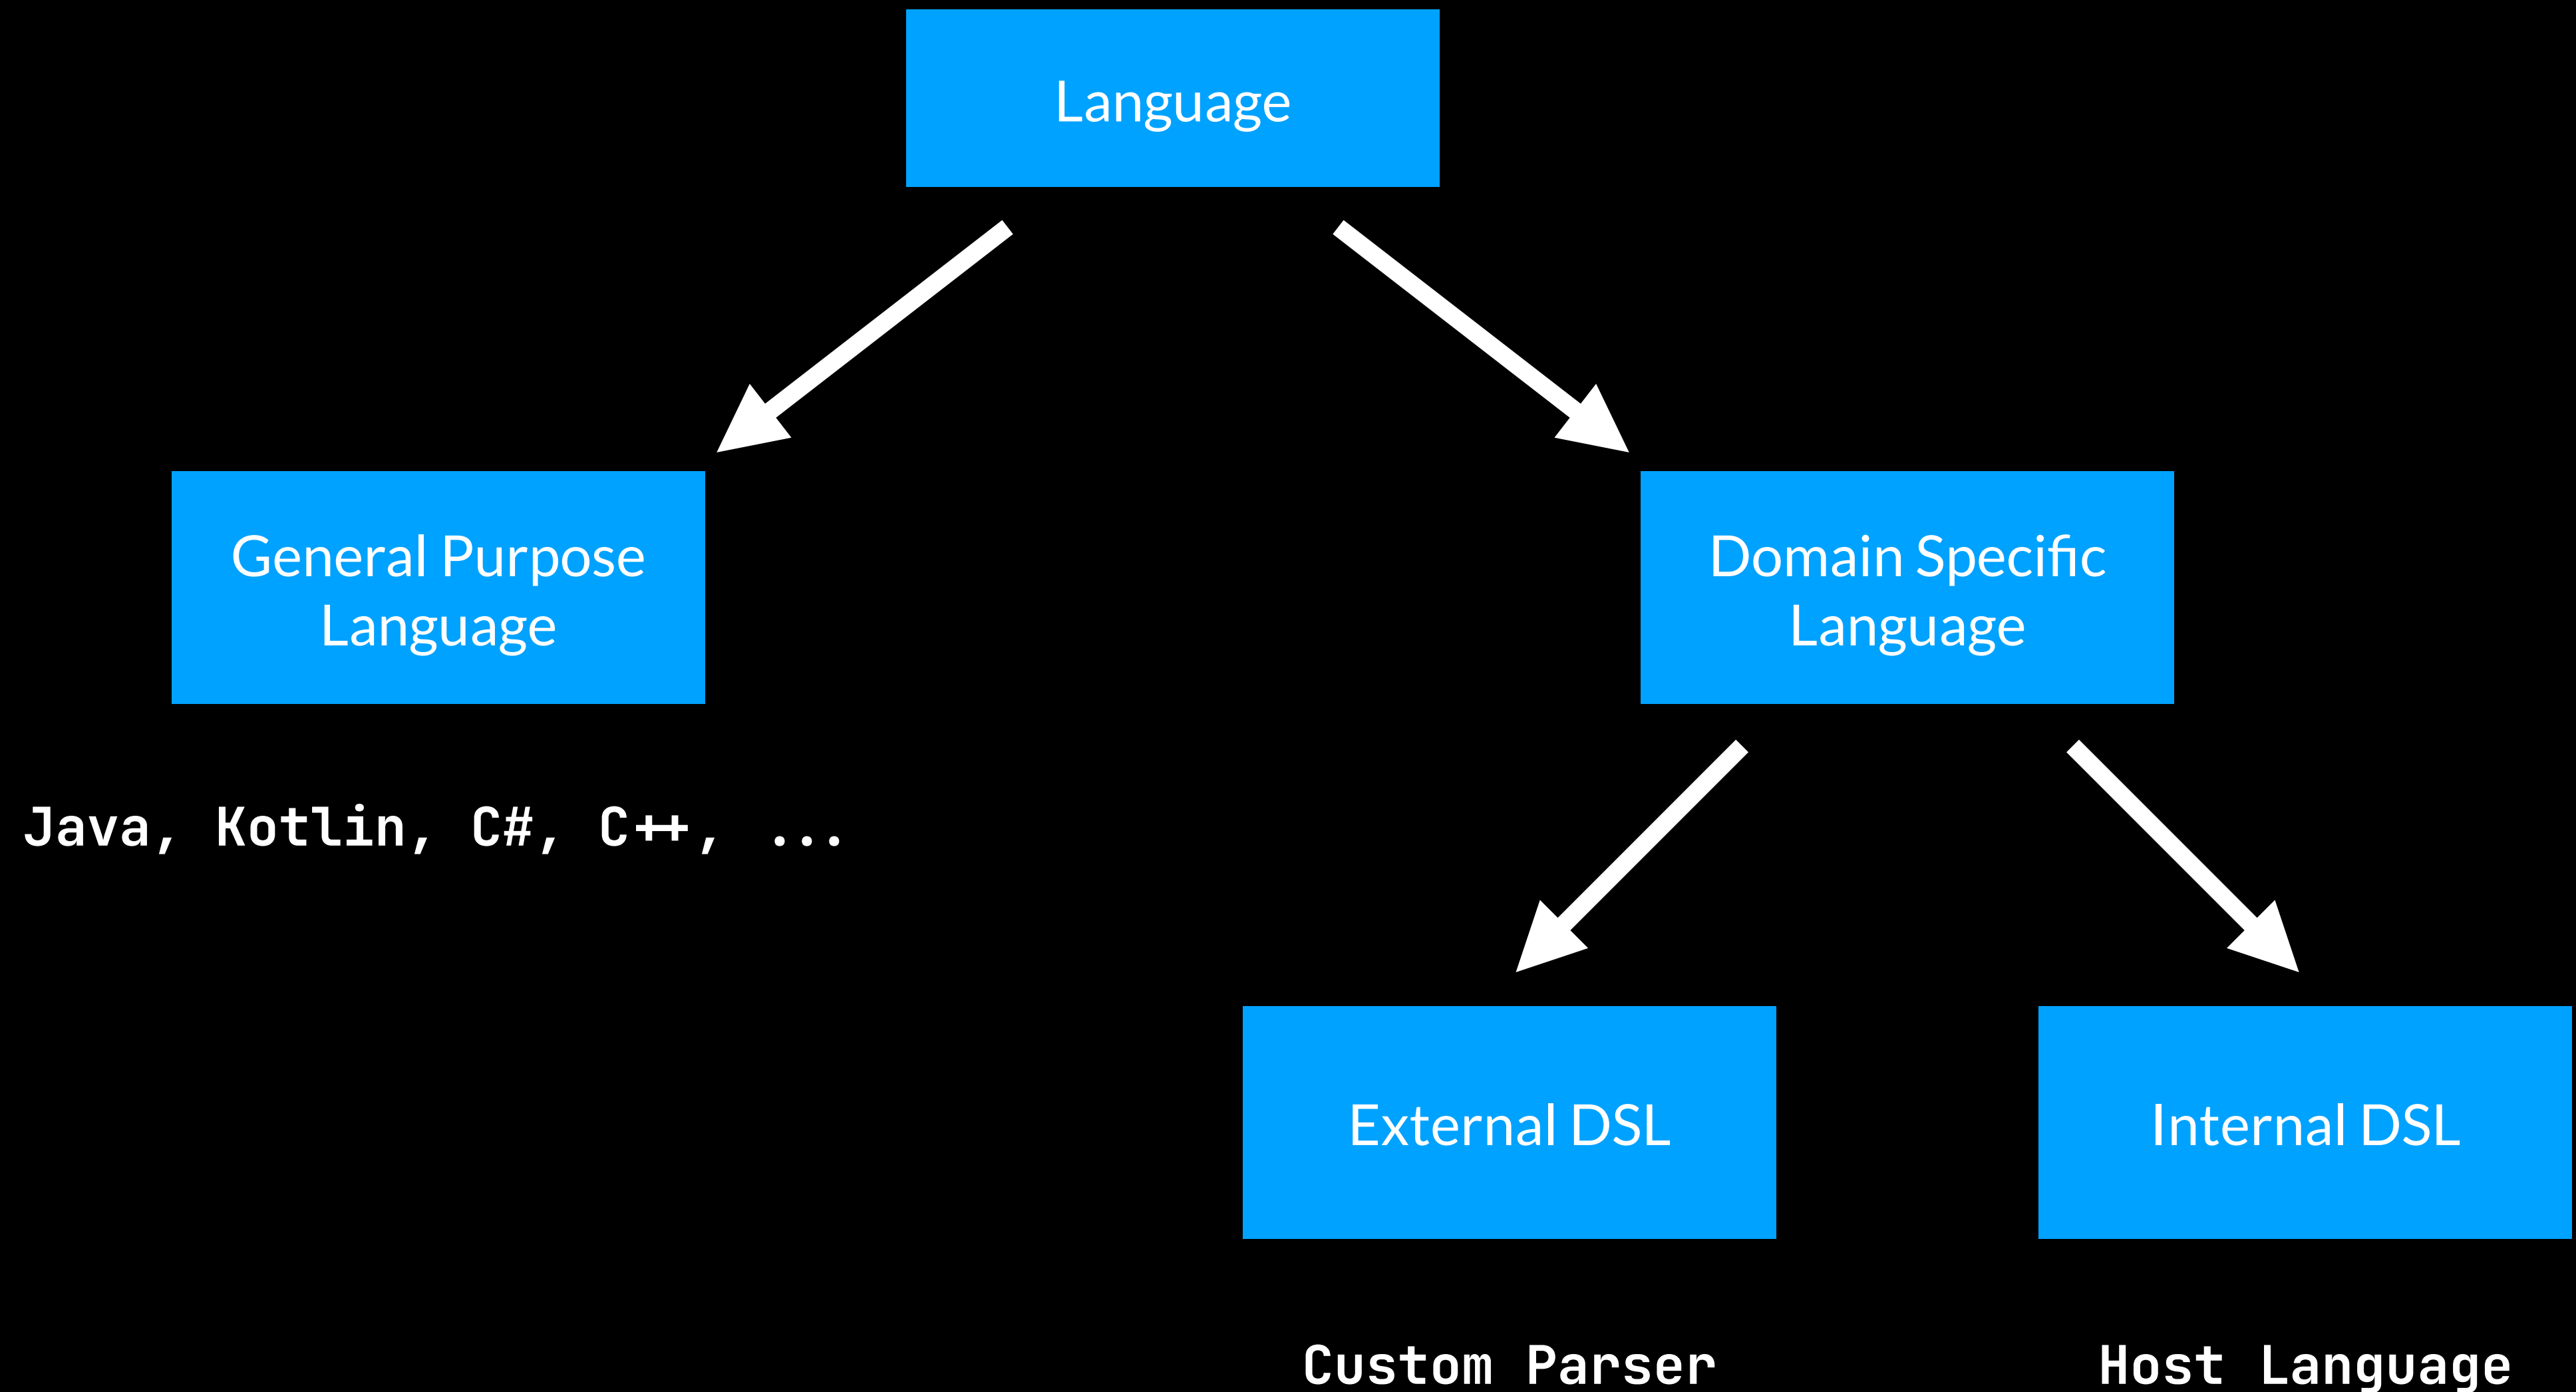 Language
General Purpose
Language
Domain Specific
Language
Java, Kotlin, C#, C++, ...
External DSL
Internal DSL
Custom Parser
Host Language